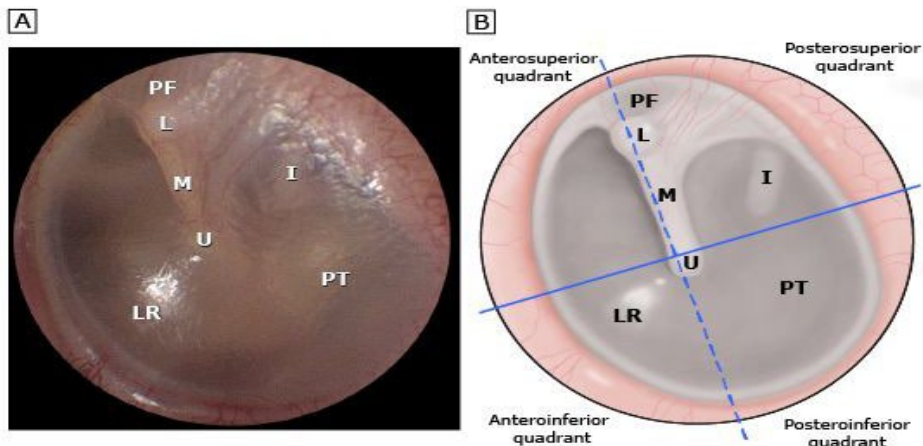 A
PF
L
M
I
U
PT
LR
B
Anterosuperior
quadrant
Posterosuperior
quadrant
PF
L
M
I
U
PT
LR
Anteroinferior
quadrant
Posteroinferior
quadrant